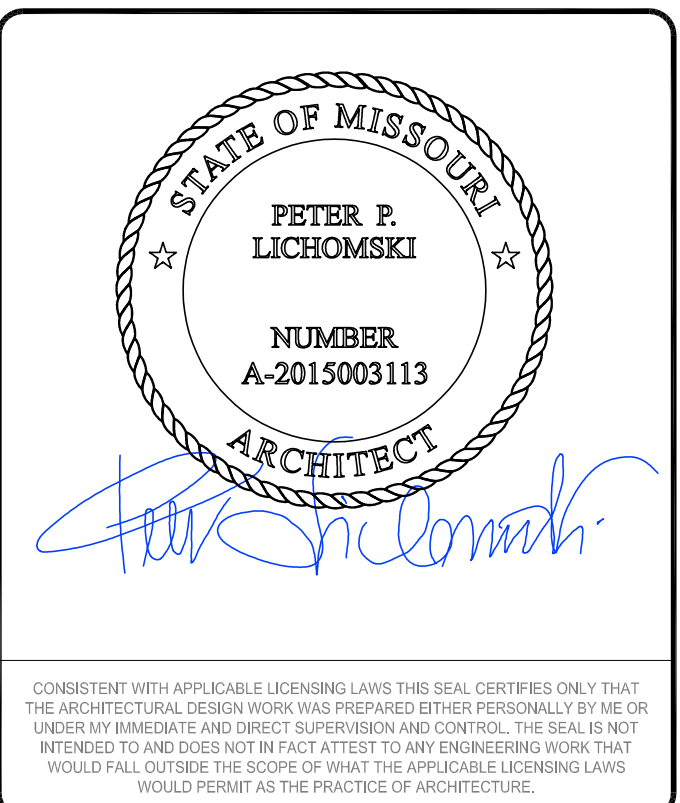 STATE OF MISSOURI
PETER P.
LICHOMSKI
NUMBER
A-2015003113
ARCHITECT
Peter Lichomski
CONSISTENT WITH APPLICABLE LICENSING LAWS THIS SEAL CERTIFIES ONLY THAT
THE ARCHITECTURAL DESIGN WORK WAS PREPARED EITHER PERSONALLY BY ME OR
UNDER MY IMMEDIATE AND DIRECT SUPERVISION AND CONTROL. THE SEAL IS NOT
INTENDED TO AND DOES NOT IN FACT ATTEST TO ANY ENGINEERING WORK THAT
WOULD FALL OUTSIDE THE SCOPE OF WHAT THE APPLICABLE LICENSING LAWS
WOULD PERMIT AS THE PRACTICE OF ARCHITECTURE.